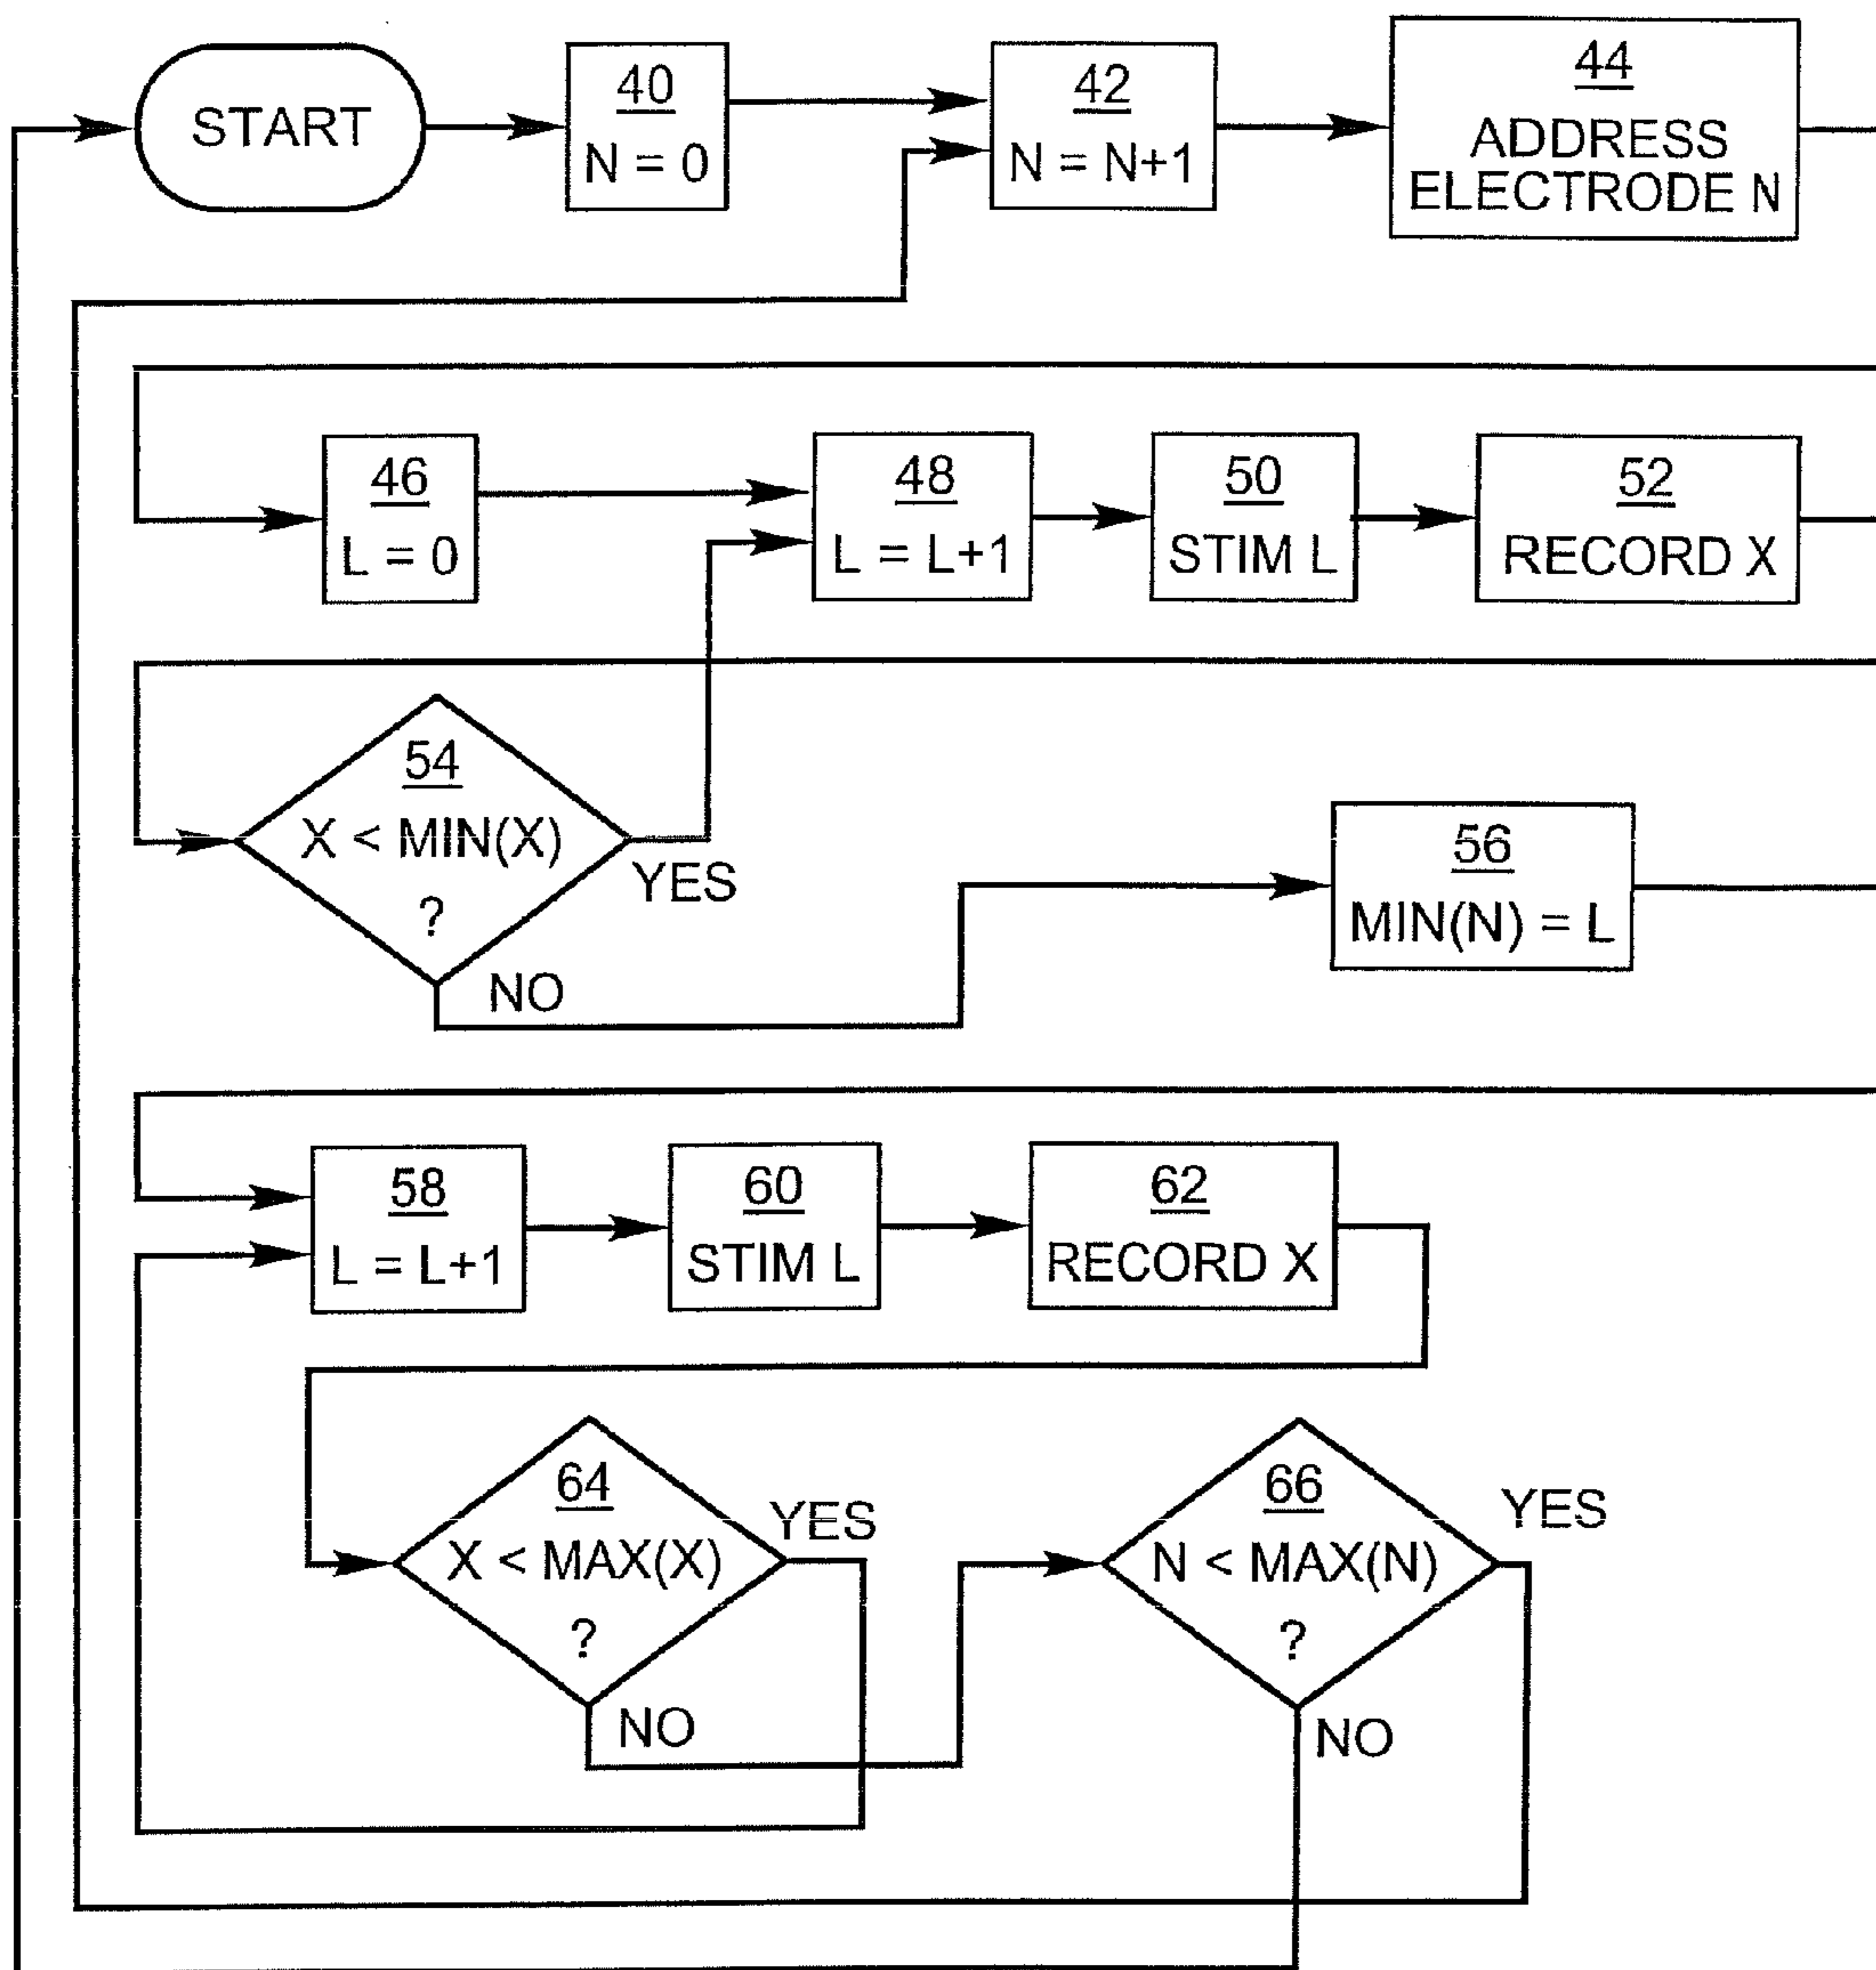 START
40
N = 0
42
N = N+1
44
ADDRESS
ELECTRODE N
46
L = 0
48
L = L+1
50
STIM L
52
RECORD X
54
X < MIN(X)
?
YES
NO
56
MIN(N) = L
58
L = L+1
60
STIM L
62
RECORD X
64
X < MAX(X)
?
YES
NO
66
N < MAX(N)
?
YES
NO